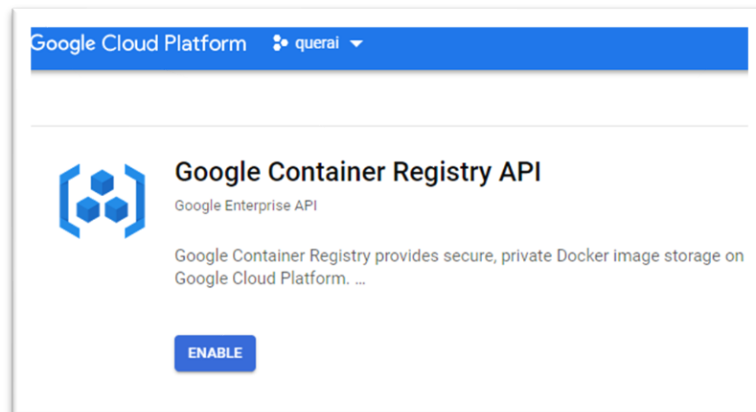 Google Cloud Platform querai
Google Container Registry API
Google Enterprise API
Google Container Registry provides secure, private Docker image storage on
Google Cloud Platform. ...
ENABLE